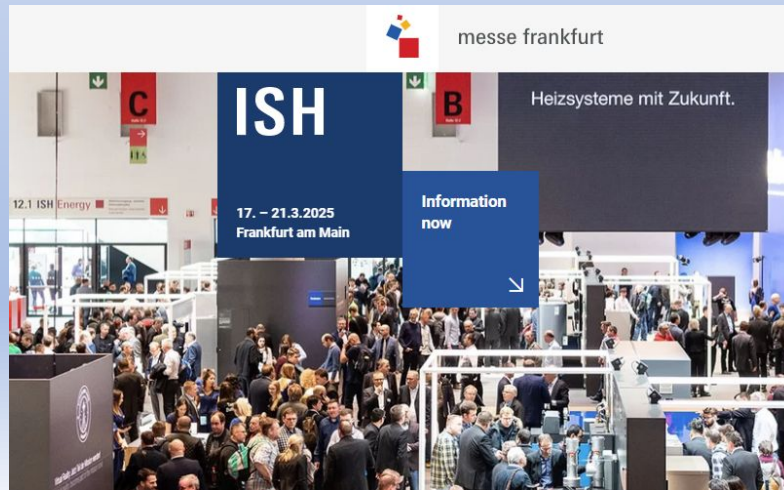 messe frankfurt
C
B
ISH
Heizsysteme mit Zukunft.
12.1 ISH Energy
17. – 21.3.2025
Frankfurt am Main
Information
now